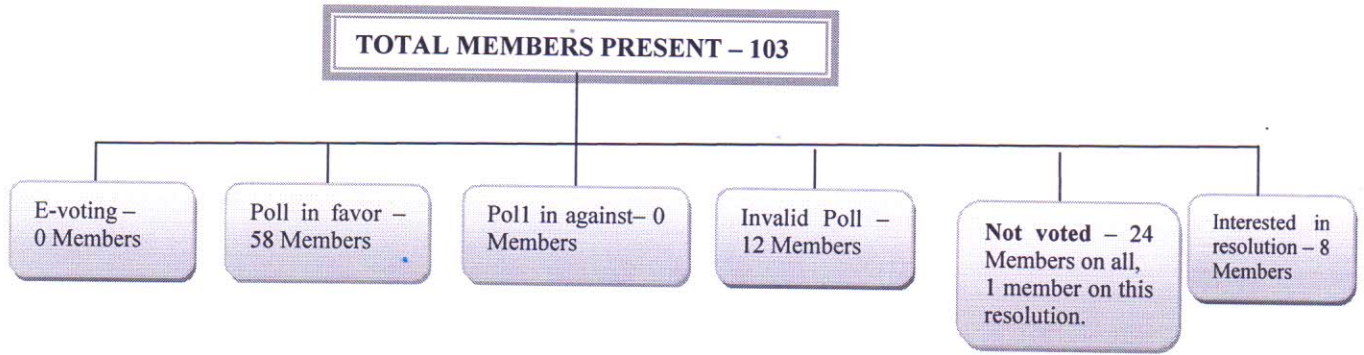 TOTAL MEMBERS PRESENT – 103
E-voting –
0 Members
Poll in favor –
58 Members
Poll in against– 0
Members
Invalid Poll –
12 Members
Not voted – 24
Members on all,
1 member on this
resolution.
Interested in
resolution – 8
Members